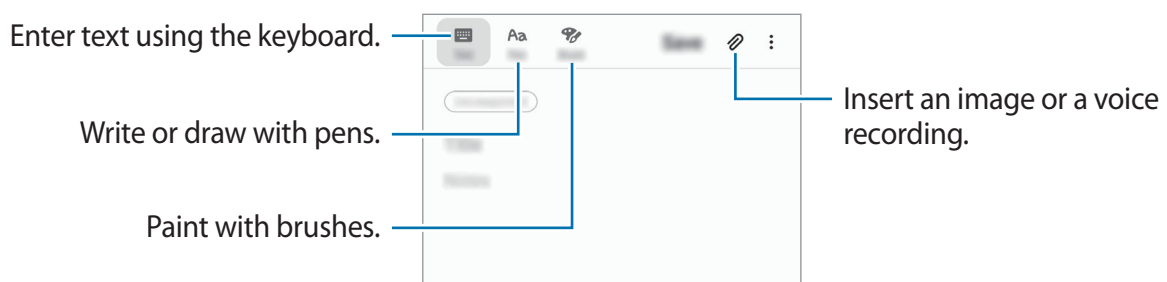 Enter text using the keyboard.
Aa
Write or draw with pens.
Paint with brushes.
Insert an image or a voice
recording.